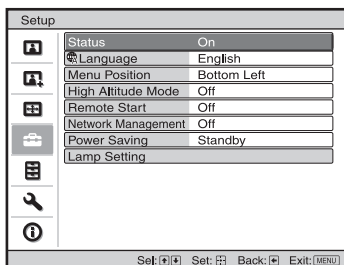 Setup
Status On
Language English
Menu Position Bottom Left
High Altitude Mode Off
Remote Start Off
Network Management Off
Power Saving Standby
Lamp Setting
Sel: Set: Back: Exit: MENU